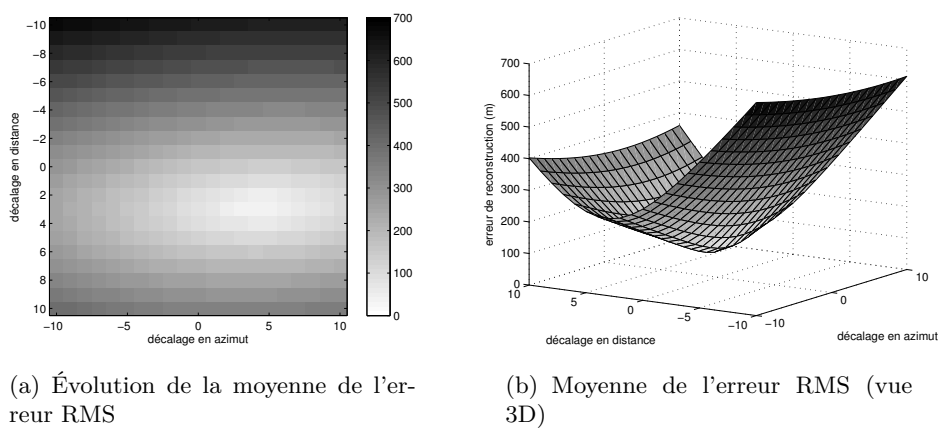 −10
−8
−6
−4
−2
0
2
4
6
8
10
décalage en distance
−10 −5 0 5 10
décalage en azimut
700
600
500
400
300
200
100
0
700
600
500
400
300
200
100
0
erreur de reconstruction (m)
10 5 0 −5 −10
décalage en distance
−10 0 10
décalage en azimut
(a) Évolution de la moyenne de l'er-
reur RMS
(b) Moyenne de l'erreur RMS (vue
3D)